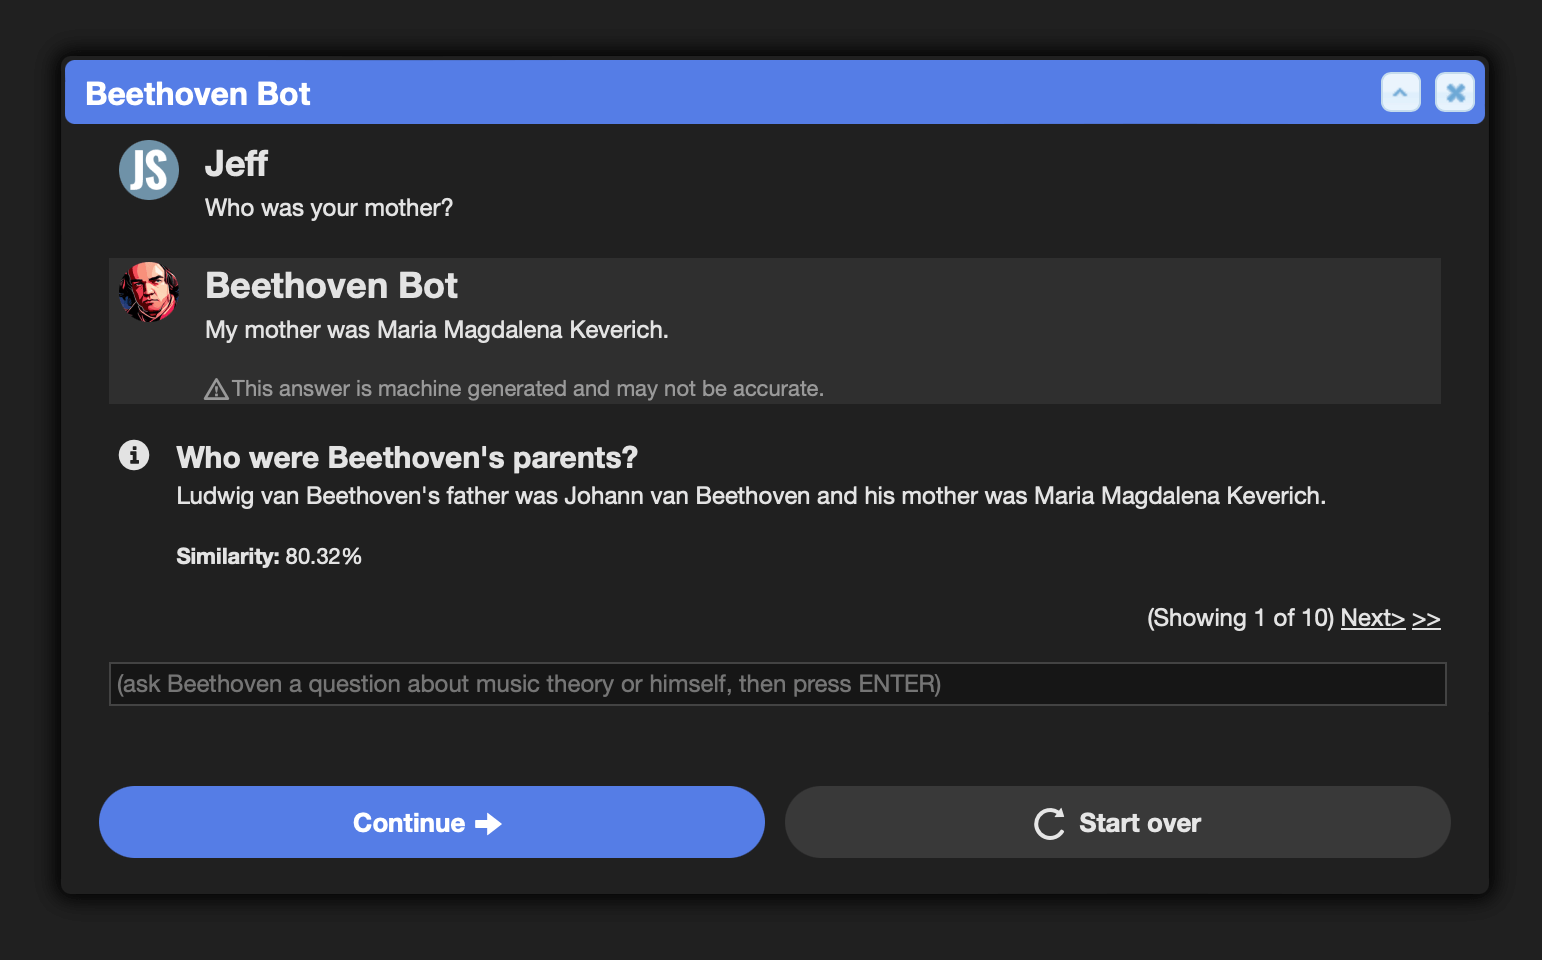 Beethoven Bot
JS
Jeff
Who was your mother?
Beethoven Bot
My mother was Maria Magdalena Keverich.
This answer is machine generated and may not be accurate.
Who were Beethoven's parents?
Ludwig van Beethoven's father was Johann van Beethoven and his mother was Maria Magdalena Keverich.
Similarity: 80.32%
(Showing 1 of 10) Next> >>
(ask Beethoven a question about music theory or himself, then press ENTER)
Continue
Start over